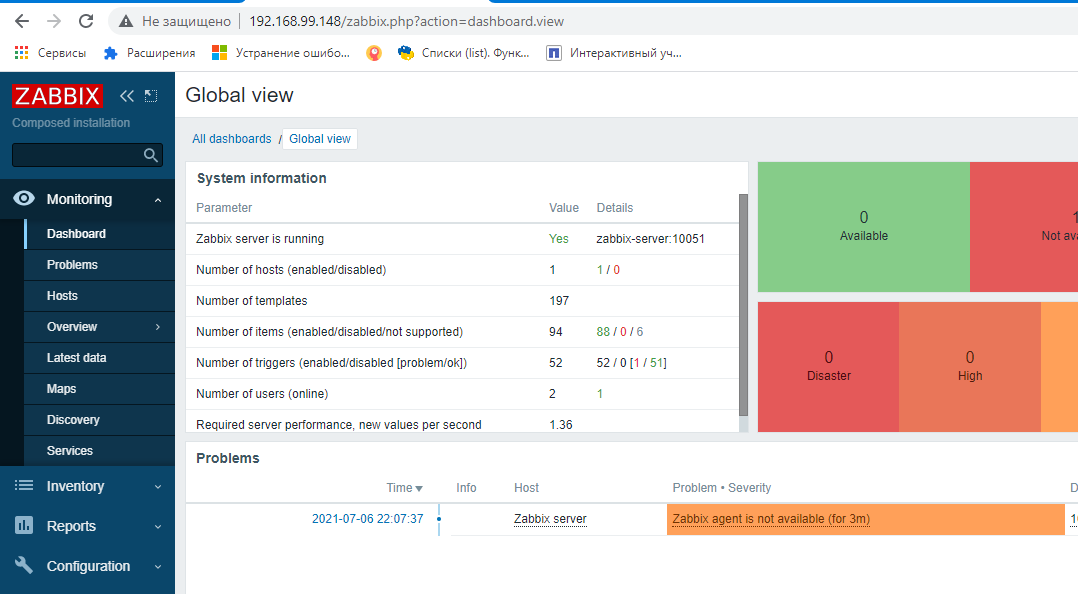 Не защищено 192.168.99.148/zabbix.php?action=dashboard.view
Сервисы Расширения Устранение ошибо... Списки (list). Функ... Интерактивный уч...
ZABBIX
Composed installation
Monitoring
Dashboard
Problems
Hosts
Overview
Latest data
Maps
Discovery
Services
Inventory
Reports
Configuration
Global view
All dashboards / Global view
System information
Parameter Value Details
Zabbix server is running Yes zabbix-server:10051
Number of hosts (enabled/disabled) 1 1 / 0
Number of templates 197
Number of items (enabled/disabled/not supported) 94 88 / 0 / 6
Number of triggers (enabled/disabled [problem/ok]) 52 52 / 0 [1 / 51]
Number of users (online) 2 1
Required server performance, new values per second 1.36
0
Available
1
Not ava
0
Disaster
0
High
Problems
Time Info Host Problem • Severity D
2021-07-06 22:07:37 Zabbix server Zabbix agent is not available (for 3m) 1